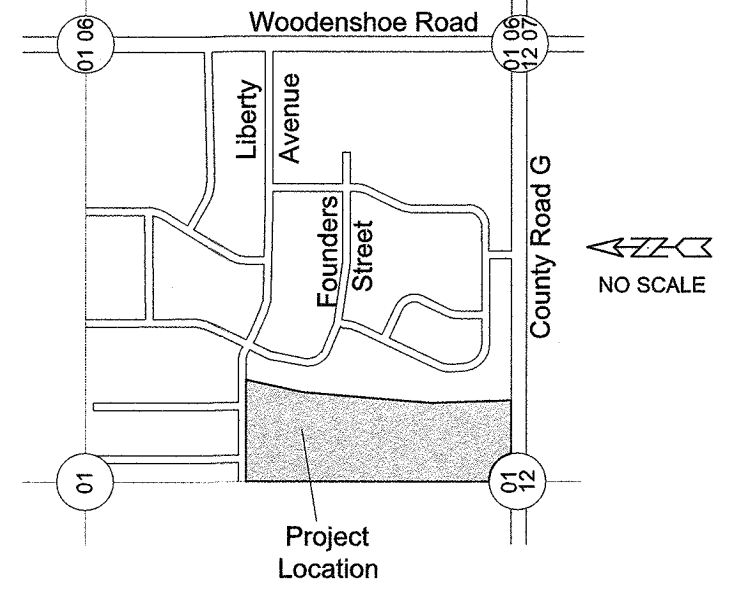 Woodenshoe Road
01 06
01 06
12 07
Liberty
Avenue
Founders
Street
County Road G
NO SCALE
01
01
12
Project
Location